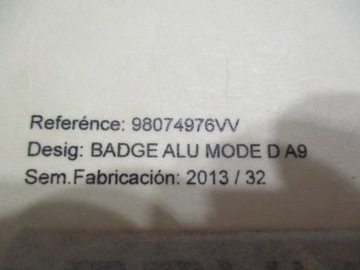 Referénce: 98074976VV
Desig: BADGE ALU MODE D A9
Sem.Fabricación: 2013 / 32